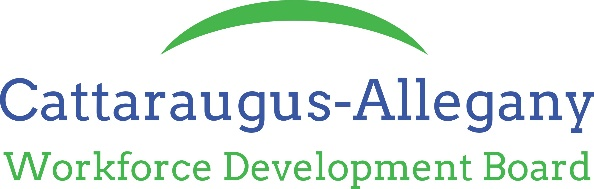 Cattaraugus-Allegany
Workforce Development Board